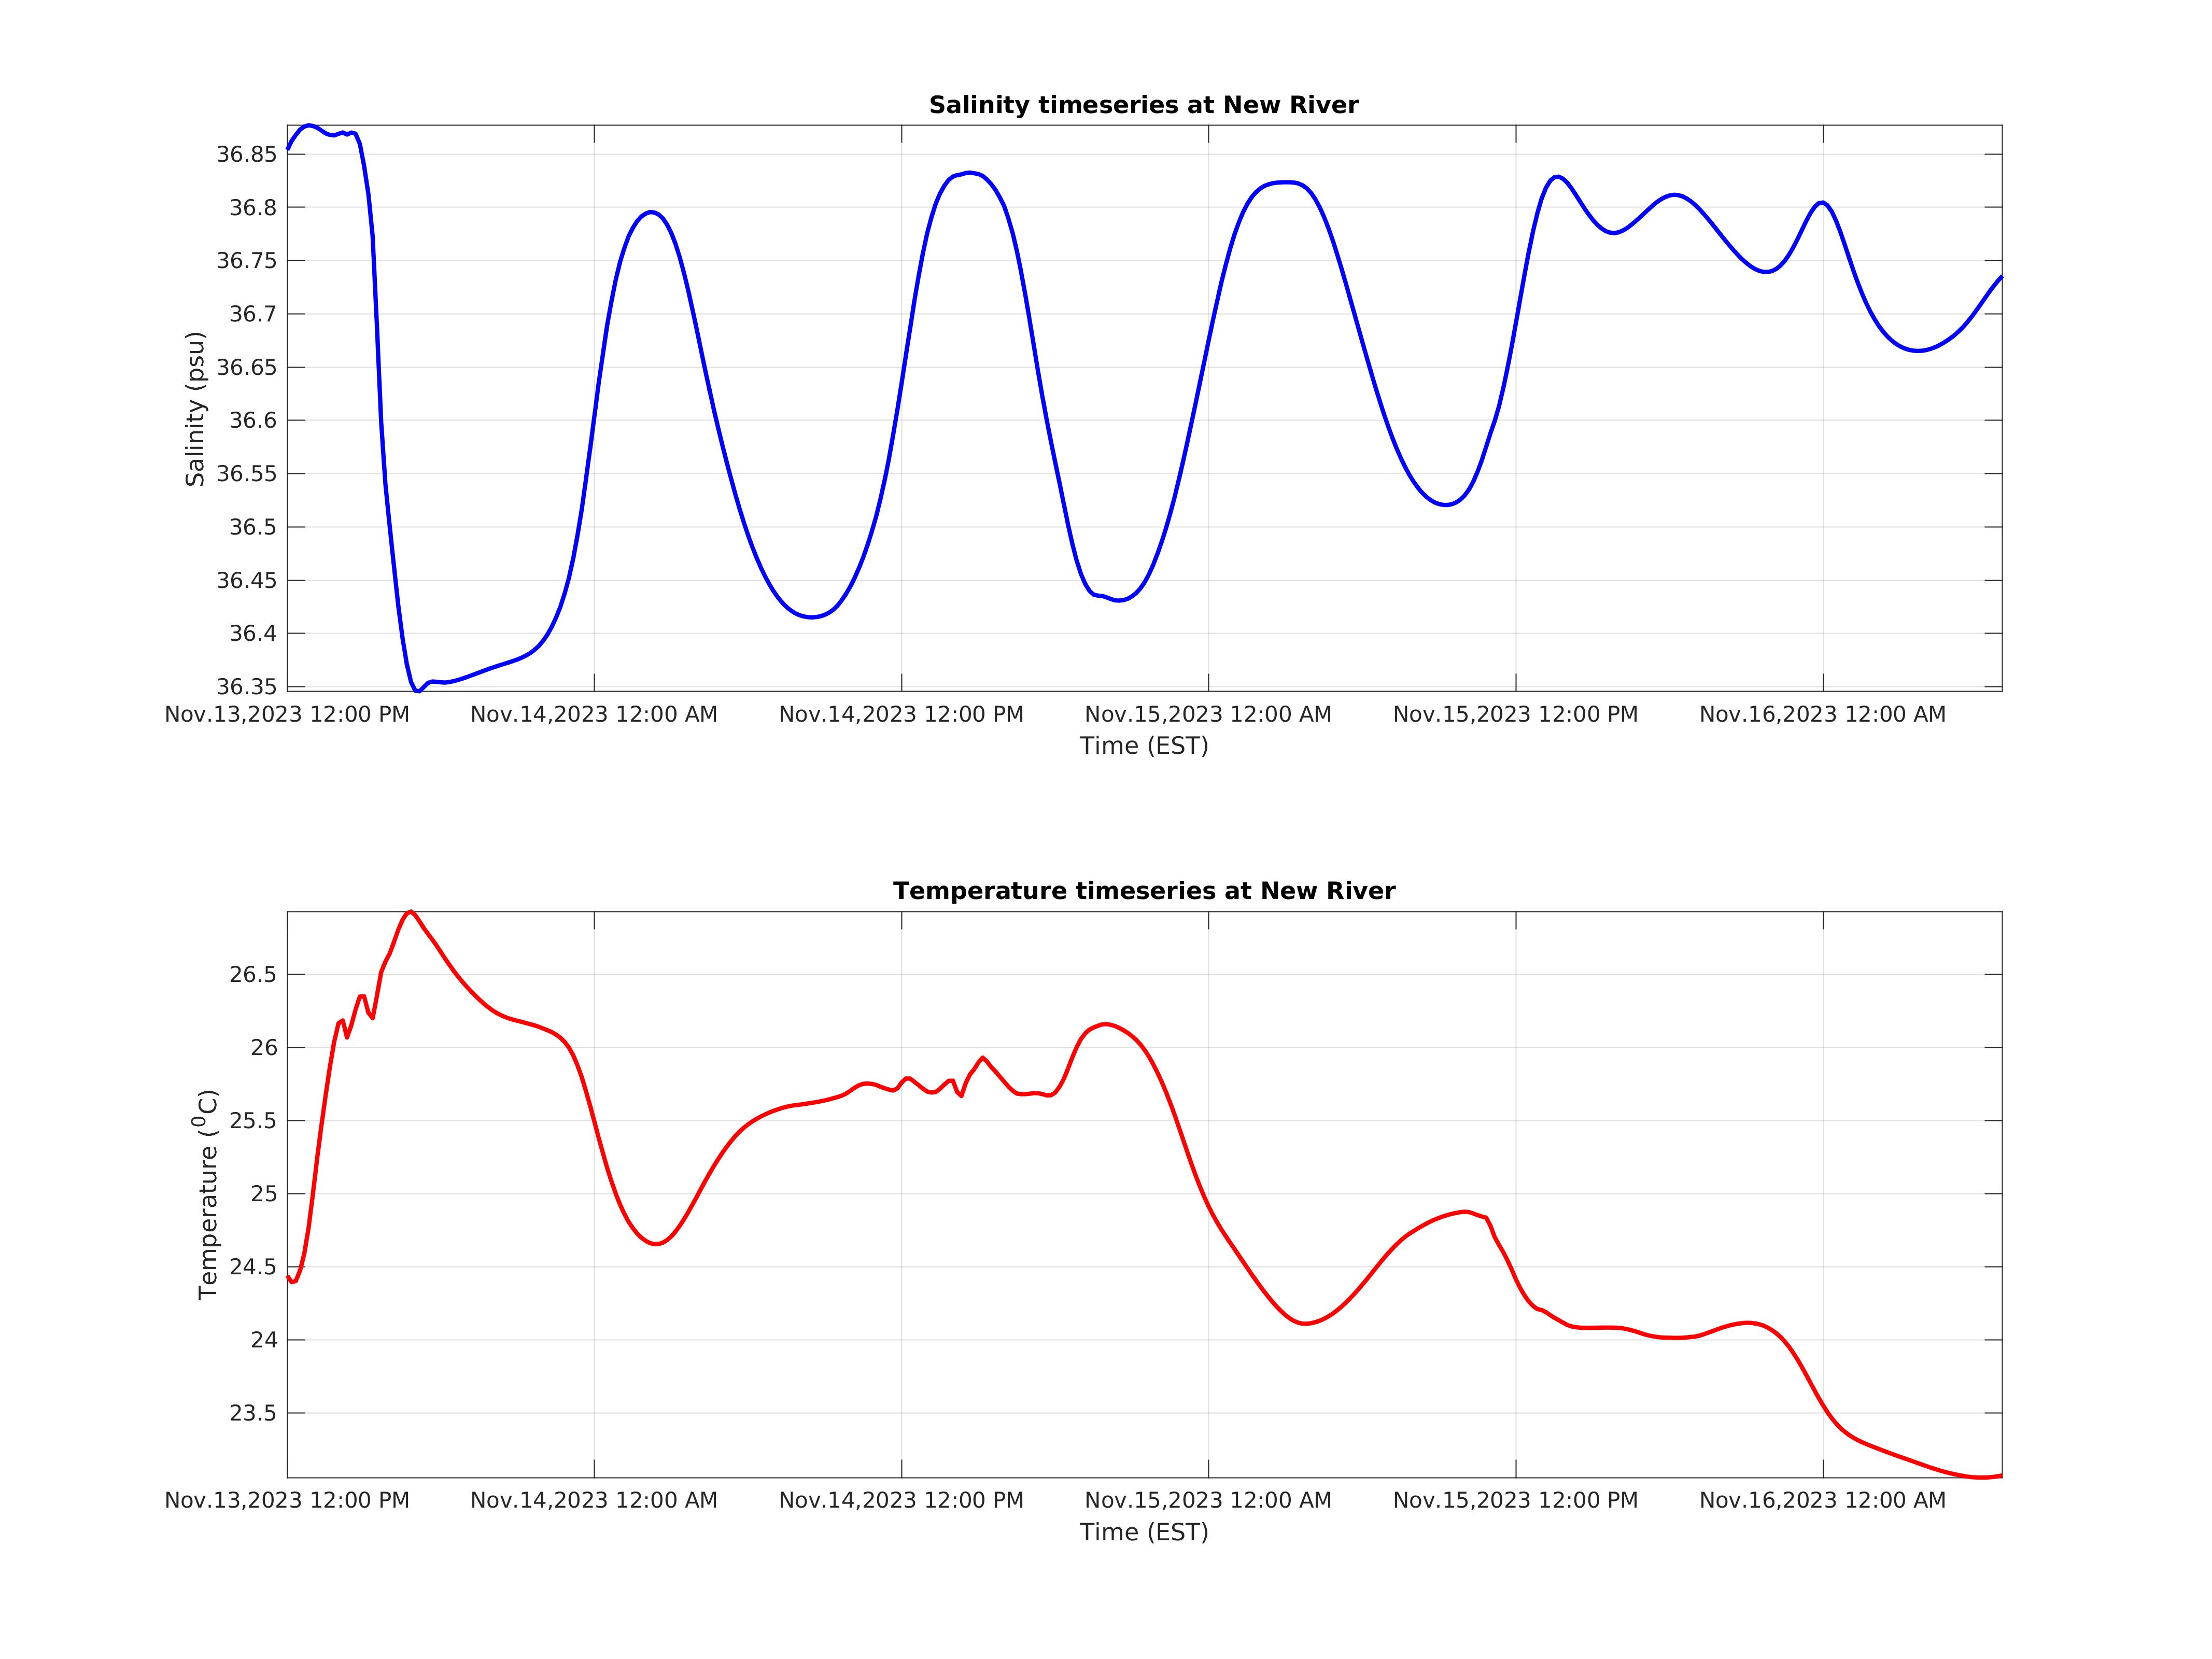 Salinity timeseries at New River
36.85
36.8
36.75
36.7
36.65
36.6
36.55
36.5
36.45
36.4
36.35
Salinity (psu)
Nov.13,2023 12:00 PM Nov.14,2023 12:00 AM Nov.14,2023 12:00 PM Nov.15,2023 12:00 AM Nov.15,2023 12:00 PM Nov.16,2023 12:00 AM
Time (EST)
Temperature timeseries at New River
26.5
26
25.5
25
24.5
24
23.5
Temperature (⁰C)
Nov.13,2023 12:00 PM Nov.14,2023 12:00 AM Nov.14,2023 12:00 PM Nov.15,2023 12:00 AM Nov.15,2023 12:00 PM Nov.16,2023 12:00 AM
Time (EST)